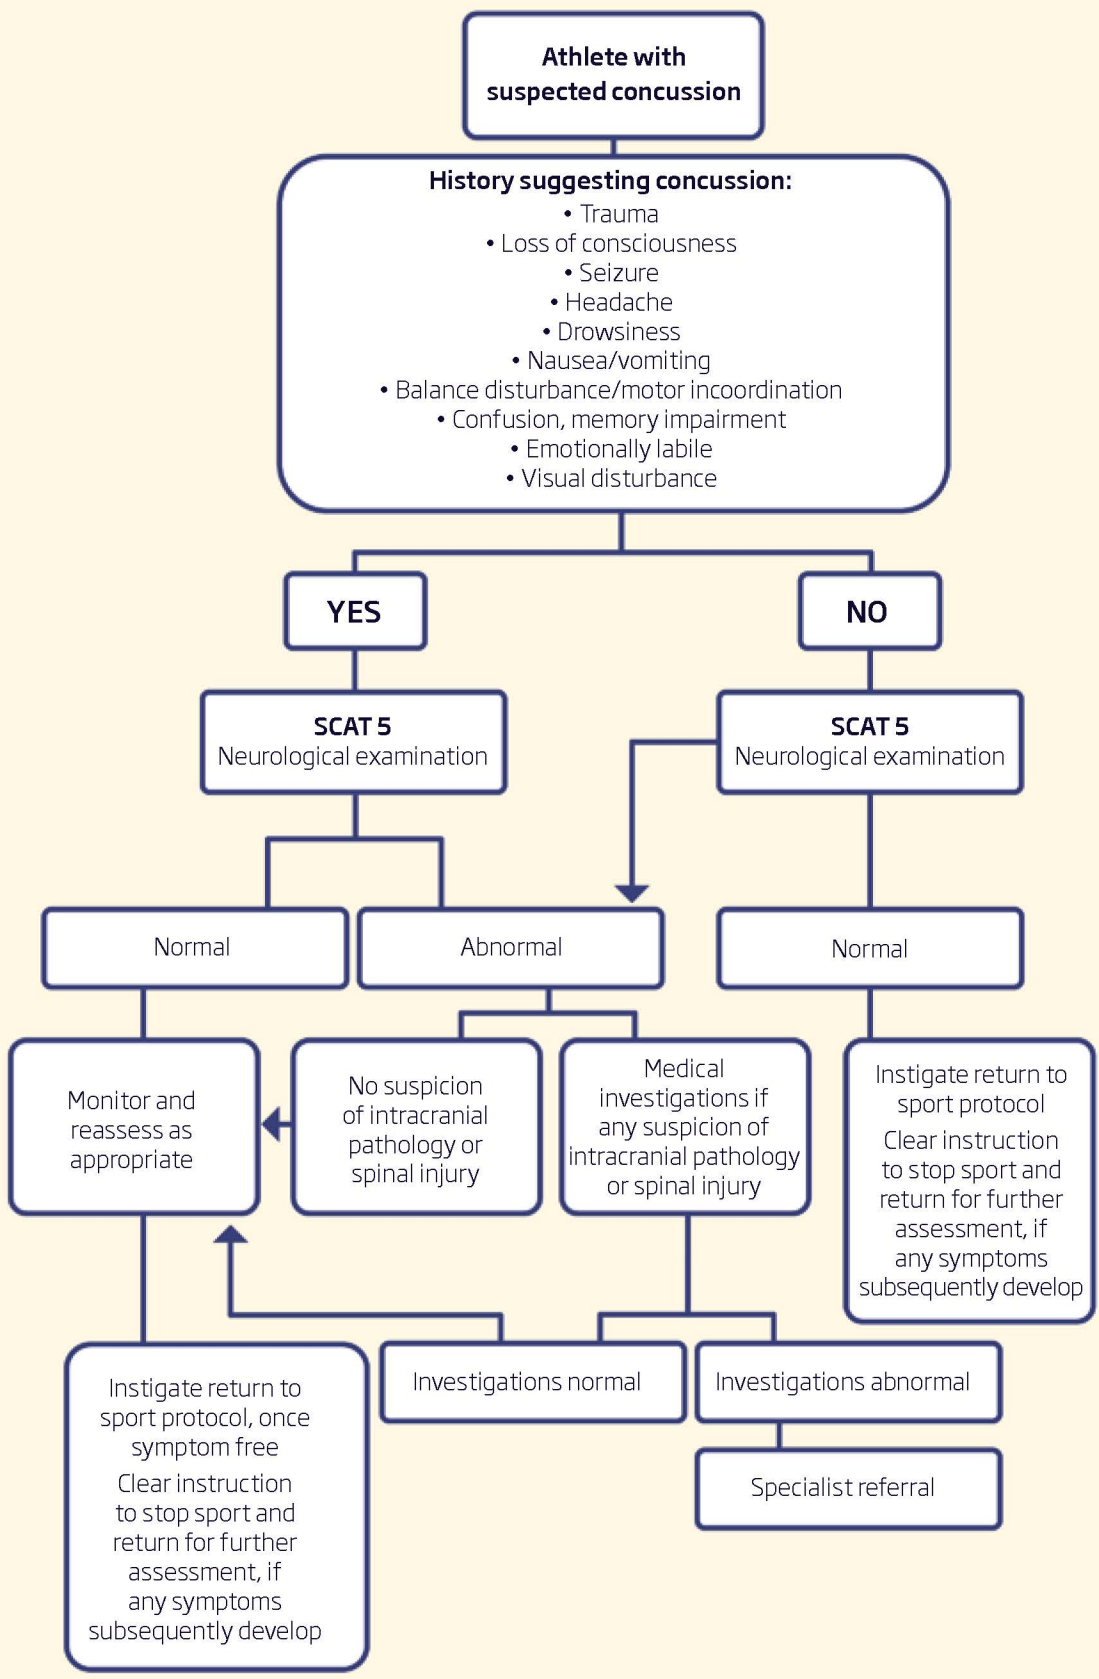 Athlete with
suspected concussion
History suggesting concussion:
• Trauma
• Loss of consciousness
• Seizure
• Headache
• Drowsiness
• Nausea/vomiting
• Balance disturbance/motor incoordination
• Confusion, memory impairment
• Emotionally labile
• Visual disturbance
YES
NO
SCAT 5
Neurological examination
SCAT 5
Neurological examination
Normal
Abnormal
Normal
Monitor and
reassess as
appropriate
No suspicion
of intracranial
pathology or
spinal injury
Medical
investigations if
any suspicion of
intracranial pathology
or spinal injury
Instigate return to
sport protocol
Clear instruction
to stop sport and
return for further
assessment, if
any symptoms
subsequently develop
Instigate return to
sport protocol, once
symptom free
Clear instruction
to stop sport and
return for further
assessment, if
any symptoms
subsequently develop
Investigations normal
Investigations abnormal
Specialist referral